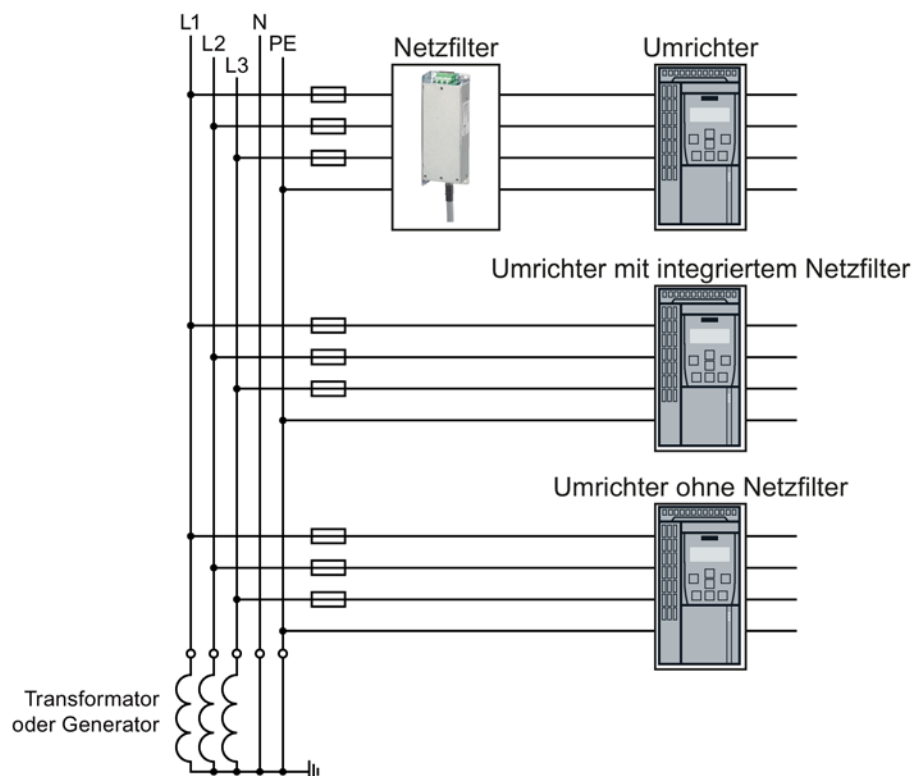 L1
L2
L3
N
PE
Netzfilter
Umrichter
Umrichter mit integriertem Netzfilter
Umrichter ohne Netzfilter
Transformator
oder Generator